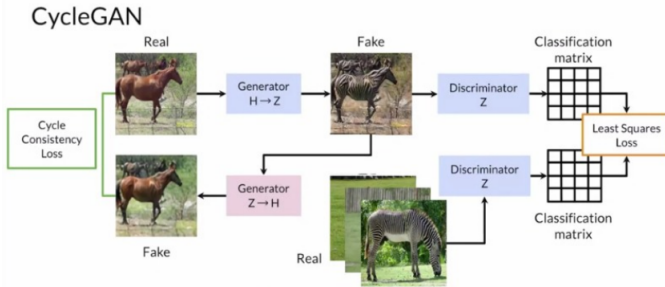 CycleGAN
Real
Fake
Classification
matrix
Generator
H→Z
Discriminator
Z
Cycle
Consistency
Loss
Least Squares
Loss
Generator
Z→H
Discriminator
Z
Fake
Real
Classification
matrix